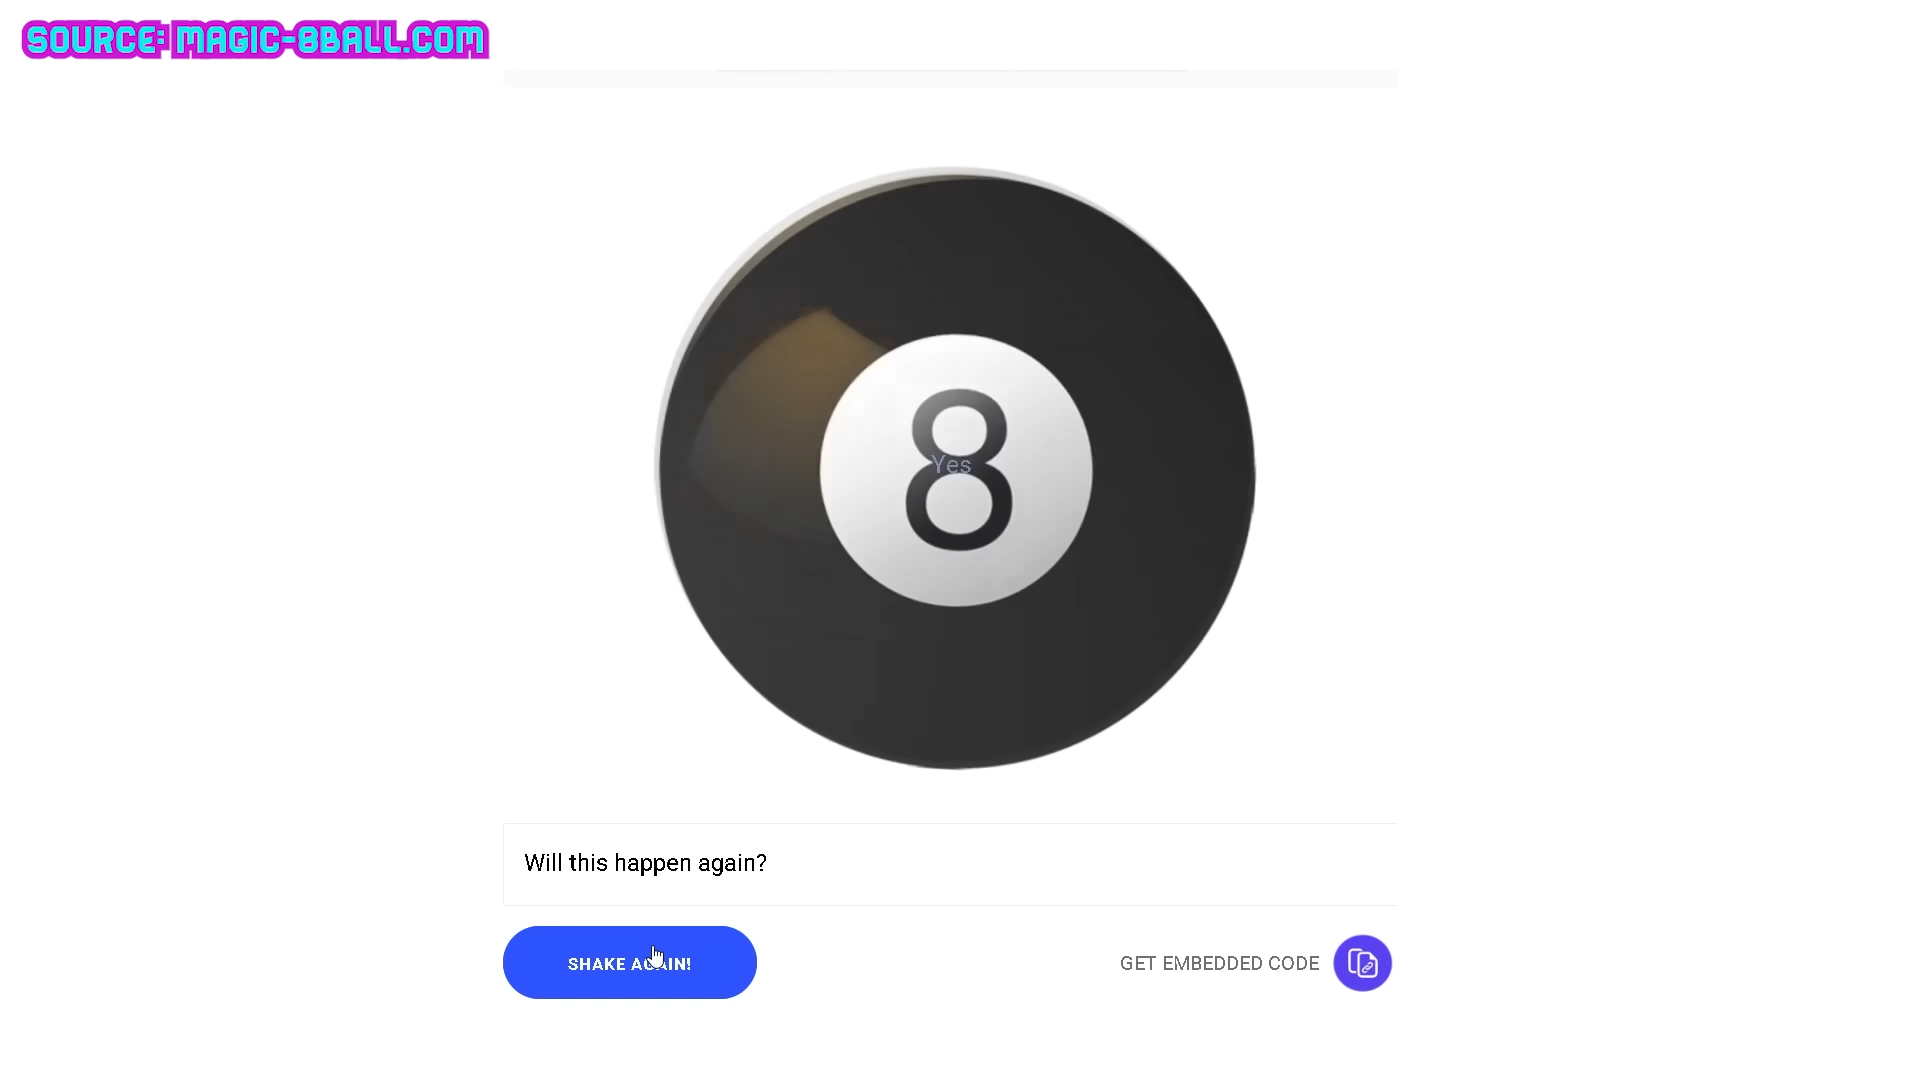 SOURCE: MAGIC-8BALL.COM
8
Yes
Will this happen again?
SHAKE AGAIN!
GET EMBEDDED CODE